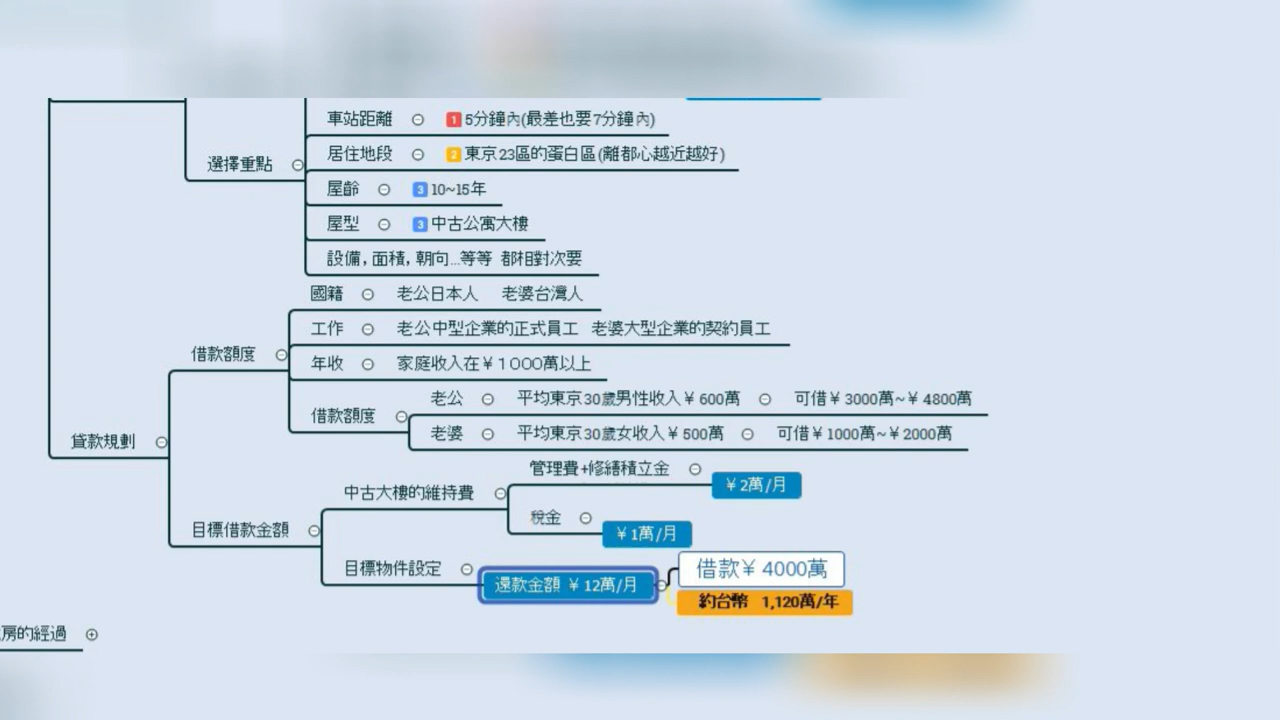 車站距離 1 5分鐘內(最差也要7分鐘內)
選擇重點
居住地段 2 東京23區的蛋白區(離都心越近越好)
屋齡 3 10~15年
屋型 3 中古公寓大樓
設備, 面積, 朝向...等等 都相對次要
國籍 老公日本人 老婆台灣人
工作 老公中型企業的正式員工 老婆大型企業的契約員工
借款額度
年收 家庭收入在¥1000萬以上
借款額度
老公 平均東京30歲男性收入¥600萬 可借¥3000萬~¥4800萬
老婆 平均東京30歲女收入¥500萬 可借¥1000萬~¥2000萬
貸款規劃
管理費+修繕積立金 ¥2萬/月
中古大樓的維持費
稅金 ¥1萬/月
目標借款金額
目標物件設定 還款金額 ¥12萬/月 借款¥4000萬
約台幣 1,120萬/年
房的經過